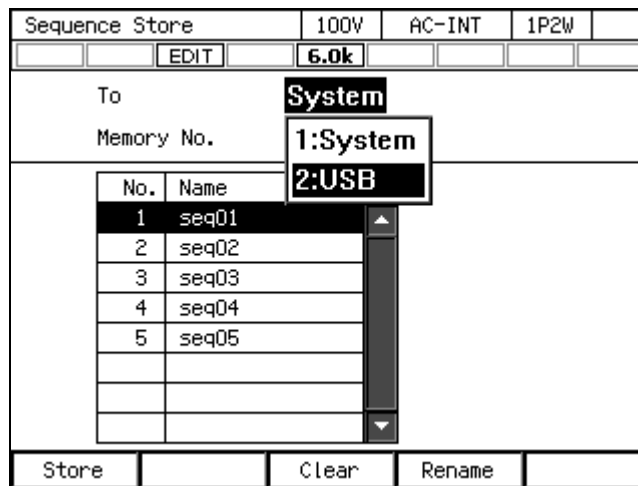 Sequence Store 100V AC-INT 1P2W
EDIT 6.0k
To System
Memory No. 1:System
2:USB
No. Name
1 seq01
2 seq02
3 seq03
4 seq04
5 seq05
Store Clear Rename